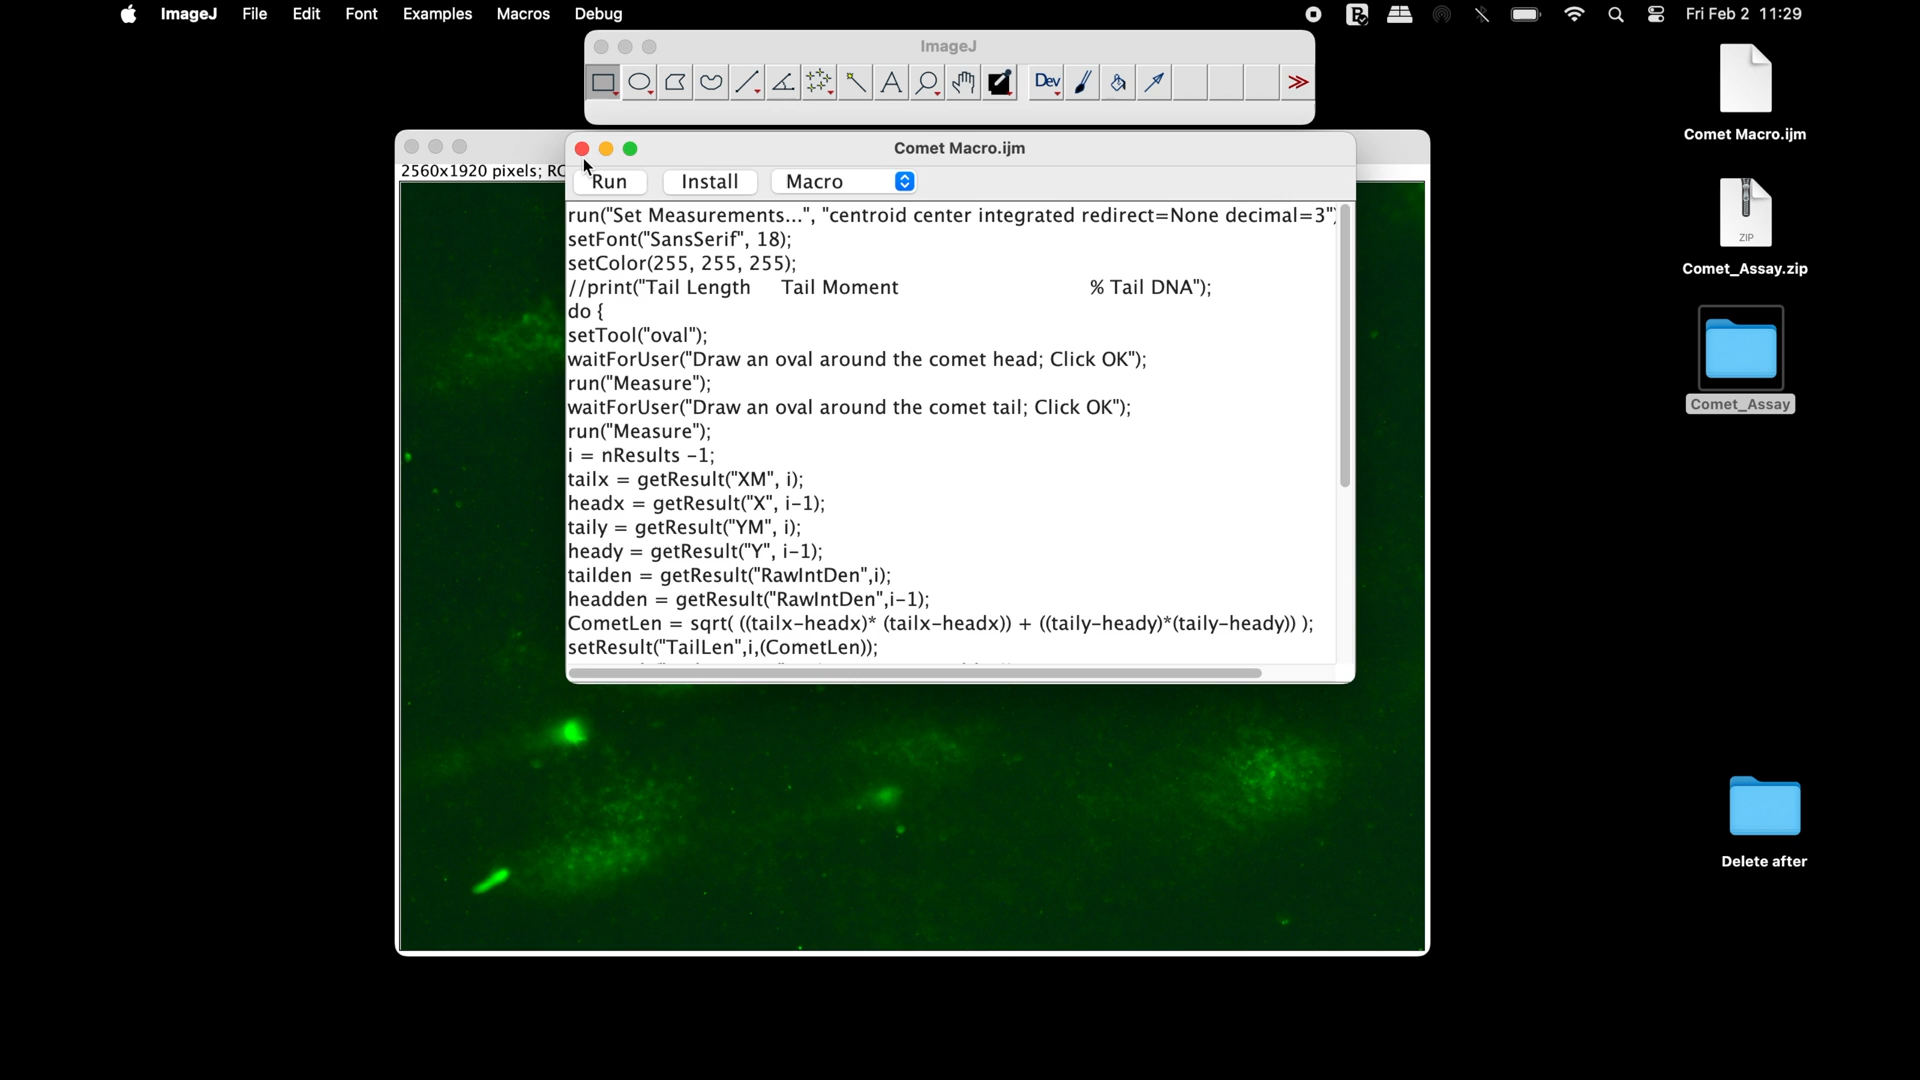 ImageJ File Edit Font Examples Macros Debug Fri Feb 2 11:29
ImageJ
Dev
Comet Macro.ijm
ZIP
Comet_Assay.zip
Comet_Assay
Delete after
2560x1920 pixels;
Comet Macro.ijm
Run Install Macro
run("Set Measurements...", "centroid center integrated redirect=None decimal=3")
setFont("SansSerif", 18);
setColor(255, 255, 255);
//print("Tail Length Tail Moment % Tail DNA");
do {
setTool("oval");
waitForUser("Draw an oval around the comet head; Click OK");
run("Measure");
waitForUser("Draw an oval around the comet tail; Click OK");
run("Measure");
i = nResults -1;
tailx = getResult("XM", i);
headx = getResult("X", i-1);
taily = getResult("YM", i);
heady = getResult("Y", i-1);
tailden = getResult("RawIntDen",i);
headden = getResult("RawIntDen",i-1);
CometLen = sqrt( ((tailx-headx)* (tailx-headx)) + ((taily-heady)*(taily-heady)) );
setResult("TailLen",i,(CometLen));